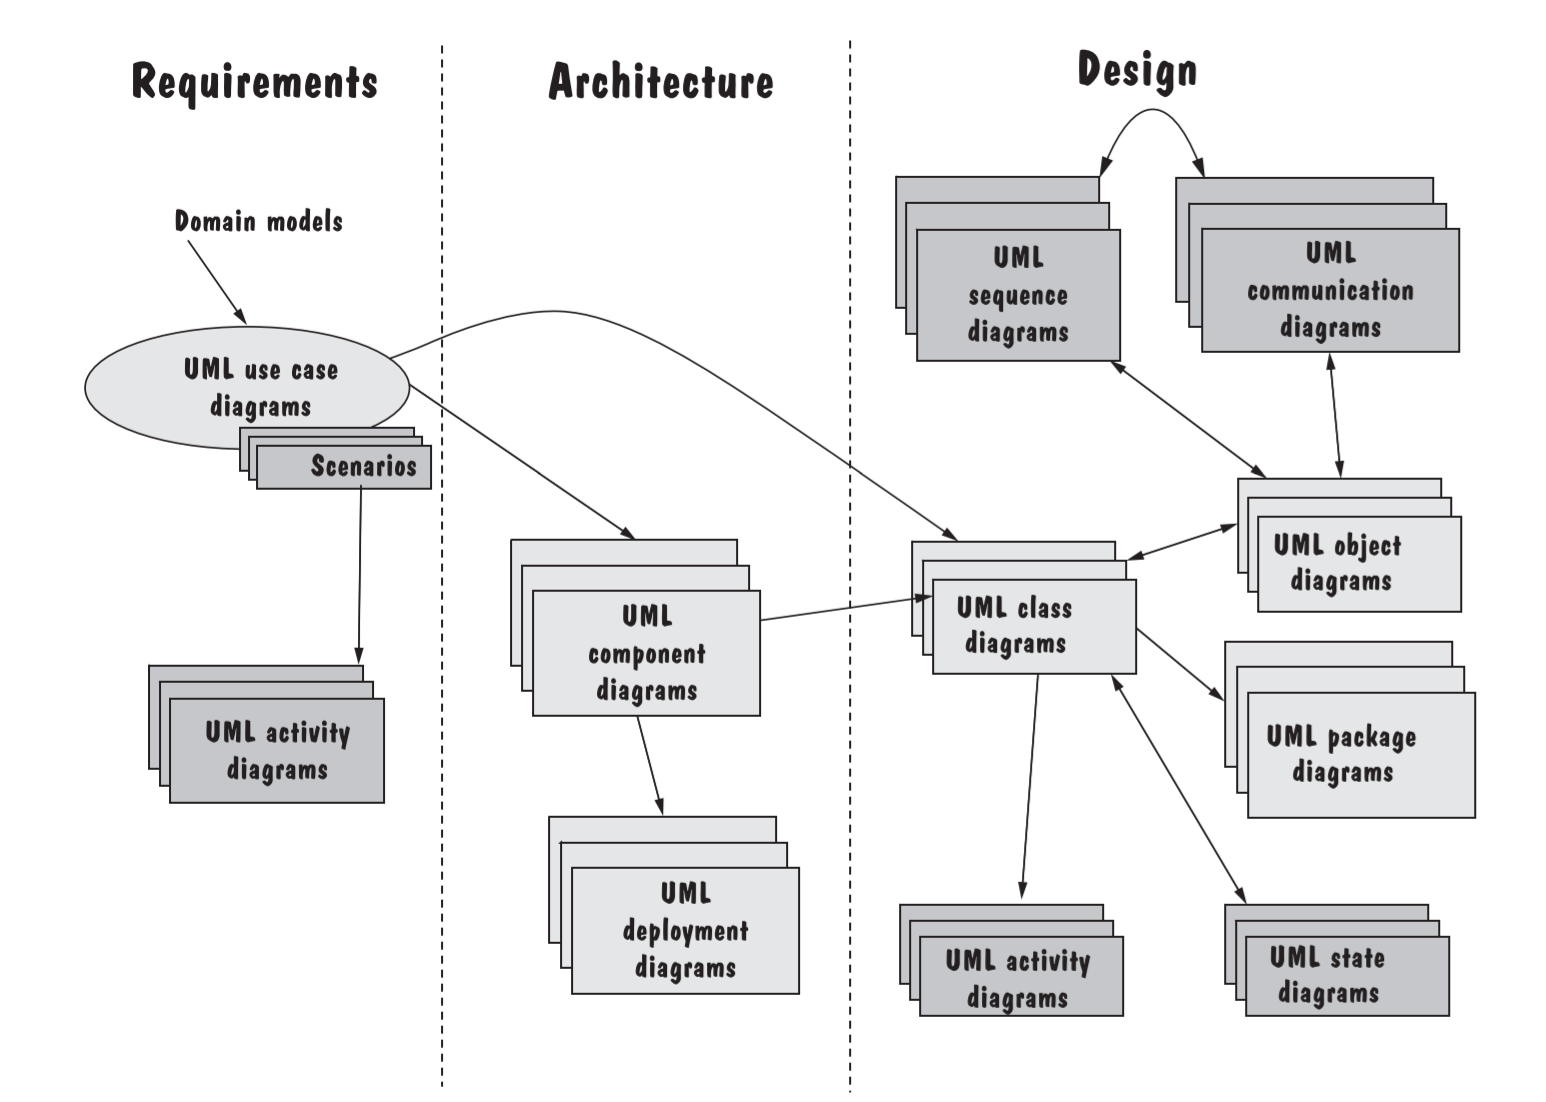 Requirements
Architecture
Design
Domain models
UML use case
diagrams
Scenarios
UML activity
diagrams
UML
component
diagrams
UML
deployment
diagrams
UML
sequence
diagrams
UML
communication
diagrams
UML object
diagrams
UML class
diagrams
UML package
diagrams
UML activity
diagrams
UML state
diagrams